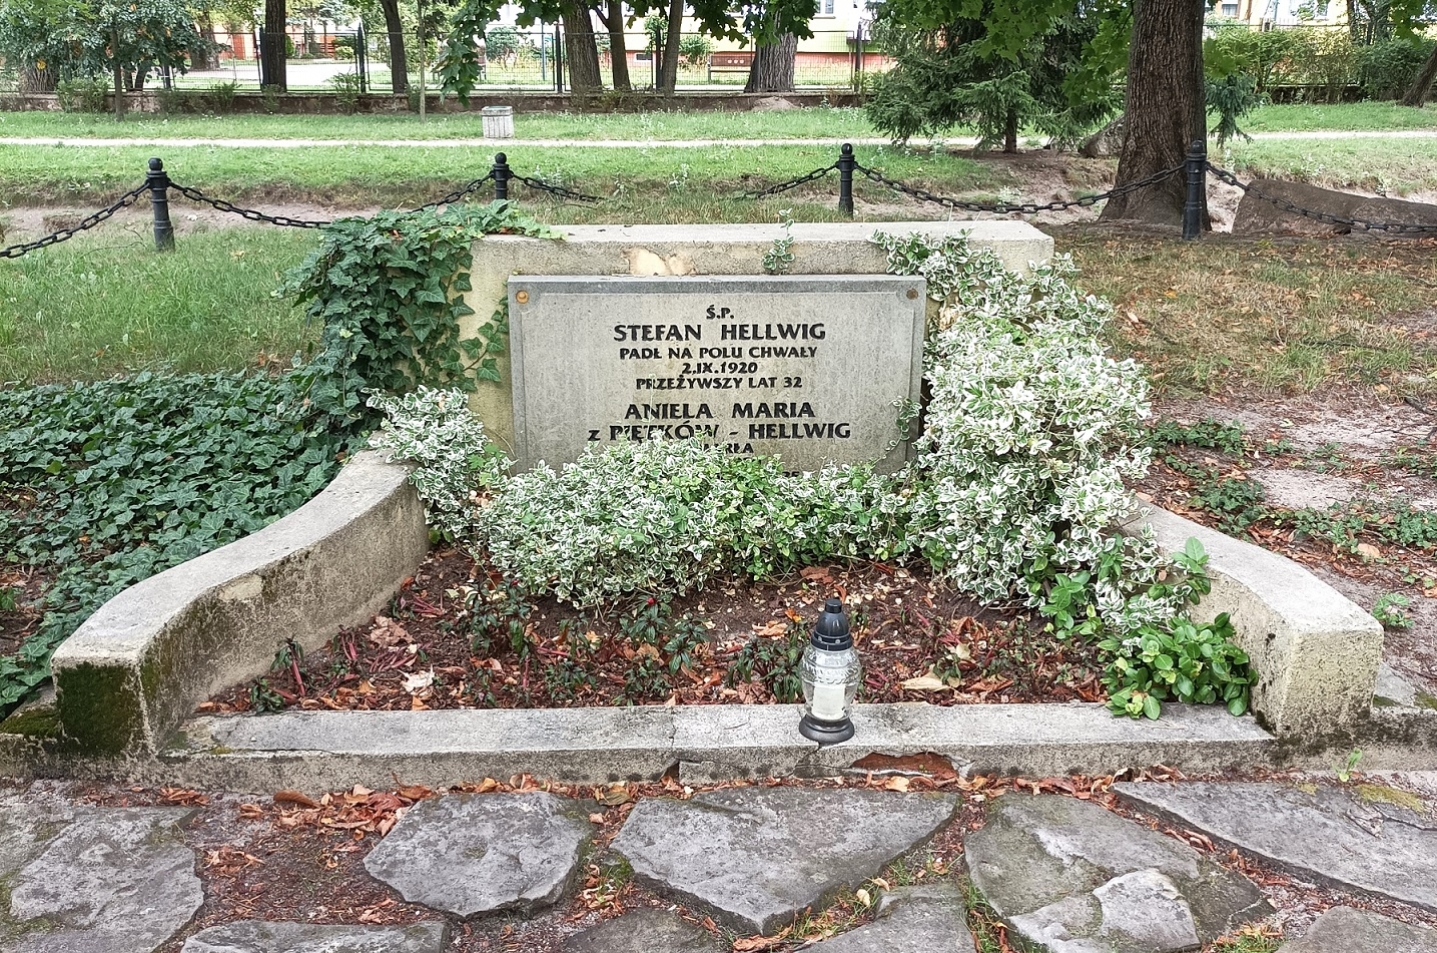 Ś.P.
STEFAN HELLWIG
PADŁ NA POLU CHWAŁY
2.IX.1920
PRZEŻYWSZY LAT 32
ANIELA MARIA
z PIĘTKÓW - HELLWIG